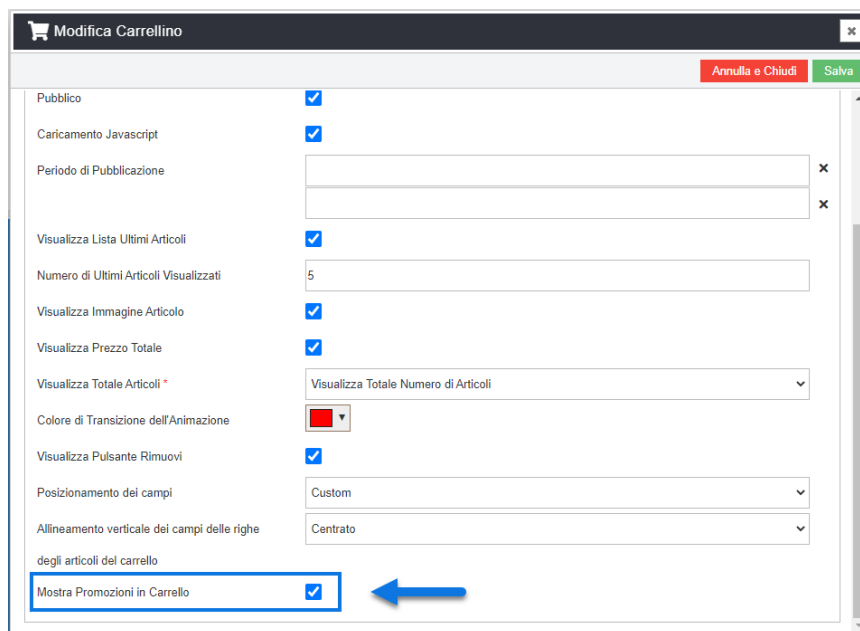 Modifica Carrellino
Annulla e Chiudi Salva
Pubblico
Caricamento Javascript
Periodo di Pubblicazione
Visualizza Lista Ultimi Articoli
Numero di Ultimi Articoli Visualizzati 5
Visualizza Immagine Articolo
Visualizza Prezzo Totale
Visualizza Totale Articoli * Visualizza Totale Numero di Articoli
Colore di Transizione dell'Animazione
Visualizza Pulsante Rimuovi
Posizionamento dei campi Custom
Allineamento verticale dei campi delle righe Centrato
degli articoli del carrello
Mostra Promozioni in Carrello